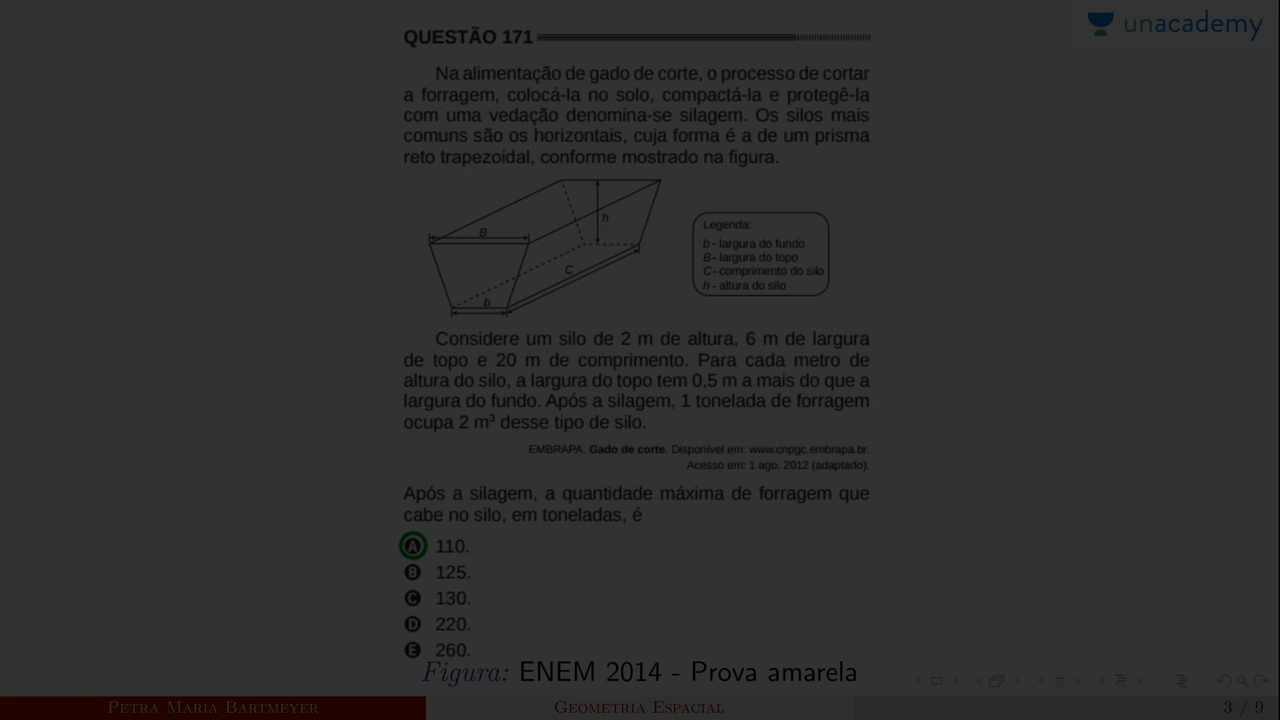 unacademy
QUESTÃO 171
Na alimentação de gado de corte, o processo de cortar
a forragem, colocá-la no solo, compactá-la e protegê-la
com uma vedação denomina-se silagem. Os silos mais
comuns são os horizontais, cuja forma é a de um prisma
reto trapezoidal, conforme mostrado na figura.
B
h
C
b
Legenda:
b - largura do fundo
B - largura do topo
C - comprimento do silo
h - altura do silo
Considere um silo de 2 m de altura, 6 m de largura
de topo e 20 m de comprimento. Para cada metro de
altura do silo, a largura do topo tem 0,5 m a mais do que a
largura do fundo. Após a silagem, 1 tonelada de forragem
ocupa 2 m³ desse tipo de silo.
EMBRAPA. Gado de corte. Disponível em: www.cnpgc.embrapa.br.
Acesso em: 1 ago. 2012 (adaptado).
Após a silagem, a quantidade máxima de forragem que
cabe no silo, em toneladas, é
A 110.
B 125.
C 130.
D 220.
E 260.
Figura: ENEM 2014 - Prova amarela
Petra Maria Bartmeyer
Geometria Espacial
3 / 9